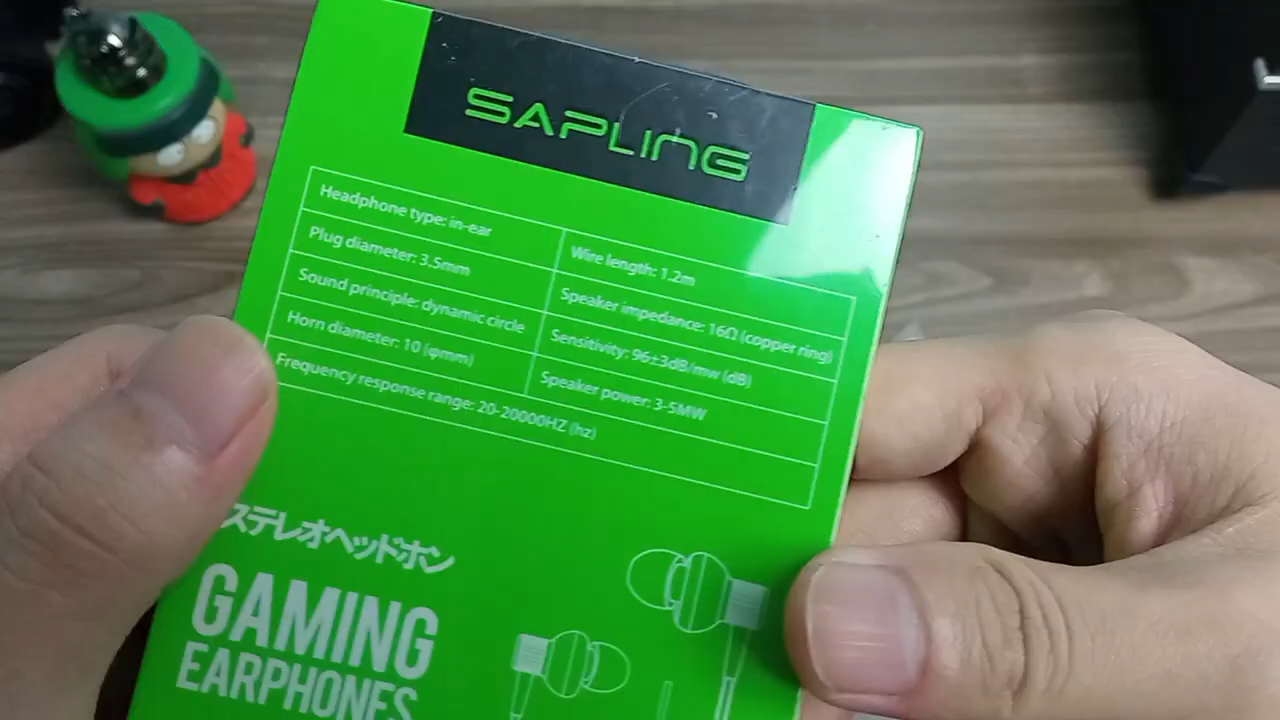 SAPLING
Headphone type: in-ear
Wire length: 1.2m
Plug diameter: 3.5mm
Speaker impedance: 16Ω (copper ring)
Sound principle: dynamic circle
Sensitivity: 96±3dB/mw (dB)
Horn diameter: 10 (φmm)
Speaker power: 3-5MW
Frequency response range: 20-20000HZ (hz)
ステレオヘッドホン
GAMING
EARPHONES